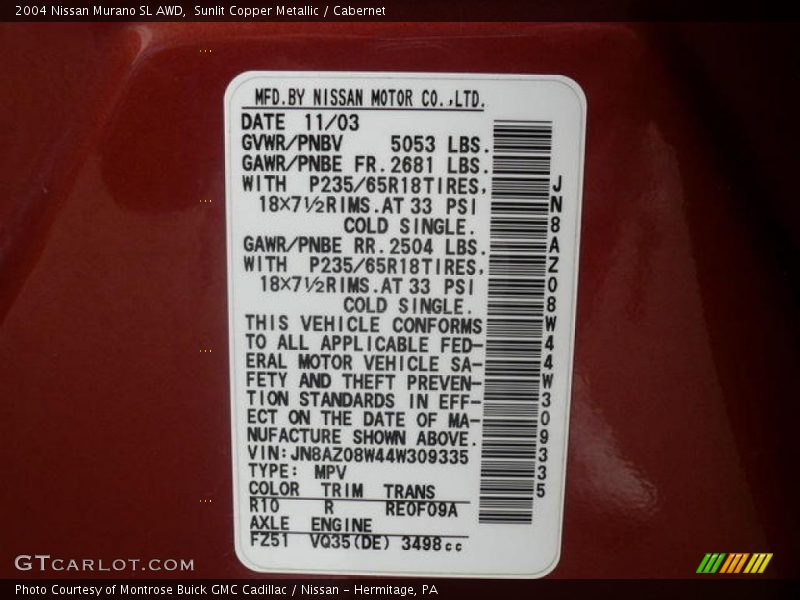 2004 Nissan Murano SL AWD,  Sunlit Copper Metallic / Cabernet
MFD.BY NISSAN MOTOR CO.,LTD.
DATE 11/03
GVWR/PNBV 5053 LBS.
GAWR/PNBE FR.2681 LBS.
WITH P235/65R18TIRES,
18×7½RIMS.AT 33 PSI
COLD SINGLE.
GAWR/PNBE RR.2504 LBS.
WITH P235/65R18TIRES,
18×7½RIMS.AT 33 PSI
COLD SINGLE.
THIS VEHICLE CONFORMS
TO ALL APPLICABLE FED-
ERAL MOTOR VEHICLE SA-
FETY AND THEFT PREVEN-
TION STANDARDS IN EFF-
ECT ON THE DATE OF MA-
NUFACTURE SHOWN ABOVE.
VIN:JN8AZ08W44W309335
TYPE: MPV
COLOR TRIM TRANS
R10 R RE0F09A
AXLE ENGINE
FZ51 VQ35(DE) 3498cc
JN8AZ08W44W309335
GTCARLOT.COM
Photo Courtesy of Montrose Buick GMC Cadillac / Nissan - Hermitage, PA